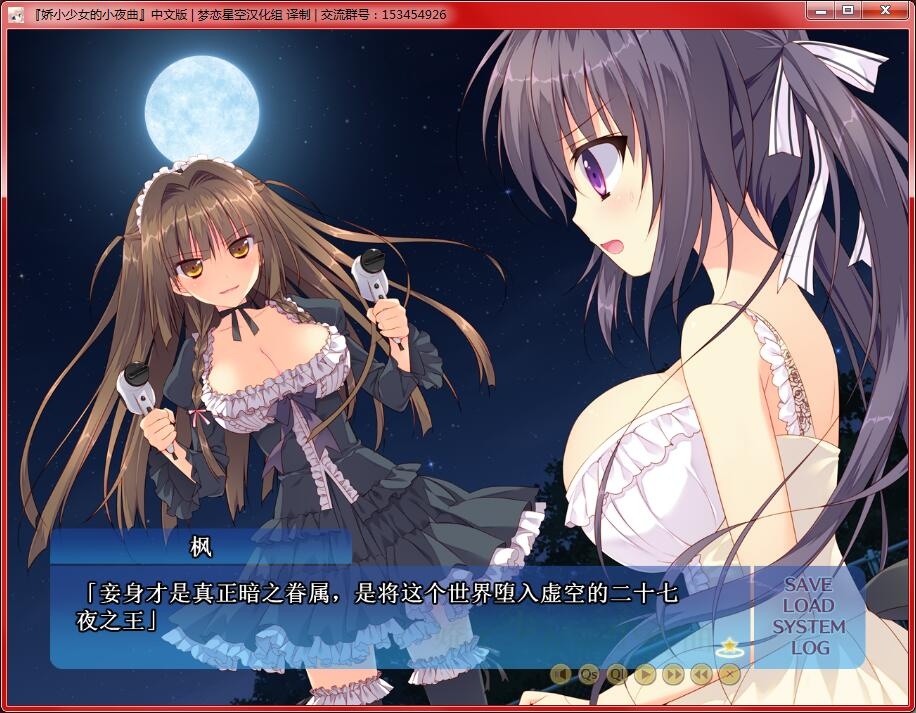 『娇小少女的小夜曲』中文版 | 梦恋星空汉化组 译制 | 交流群号：153454926
枫
「妾身才是真正暗之眷属，是将这个世界堕入虚空的二十七
夜之王」
SAVE
LOAD
SYSTEM
LOG
Qs Ql